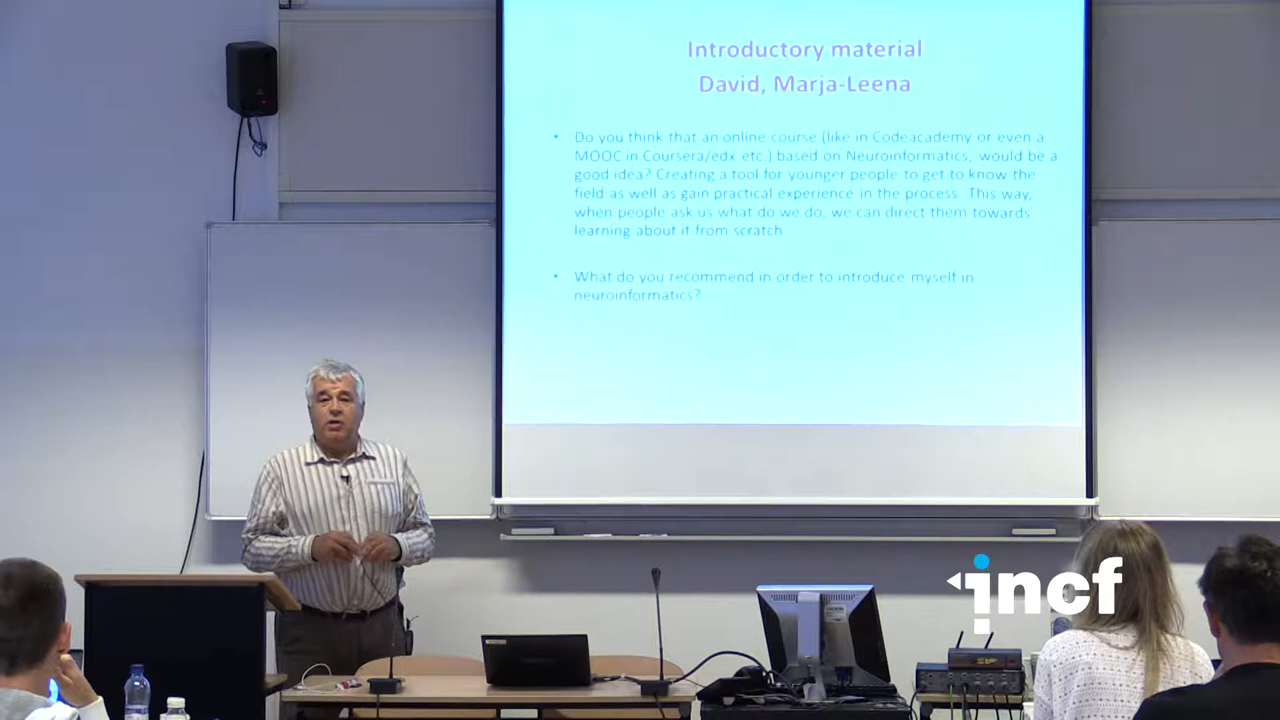 Introductory material
David, Marja-Leena
• Do you think that an online course (like in Codeacademy or even a
MOOC in Coursera/edx etc.) based on Neuroinformatics, would be a
good idea? Creating a tool for younger people to get to know the
field as well as gain practical experience in the process. This way,
when people ask us what do we do, we can direct them towards
learning about it from scratch.
• What do you recommend in order to introduce myself in
neuroinformatics?
incf